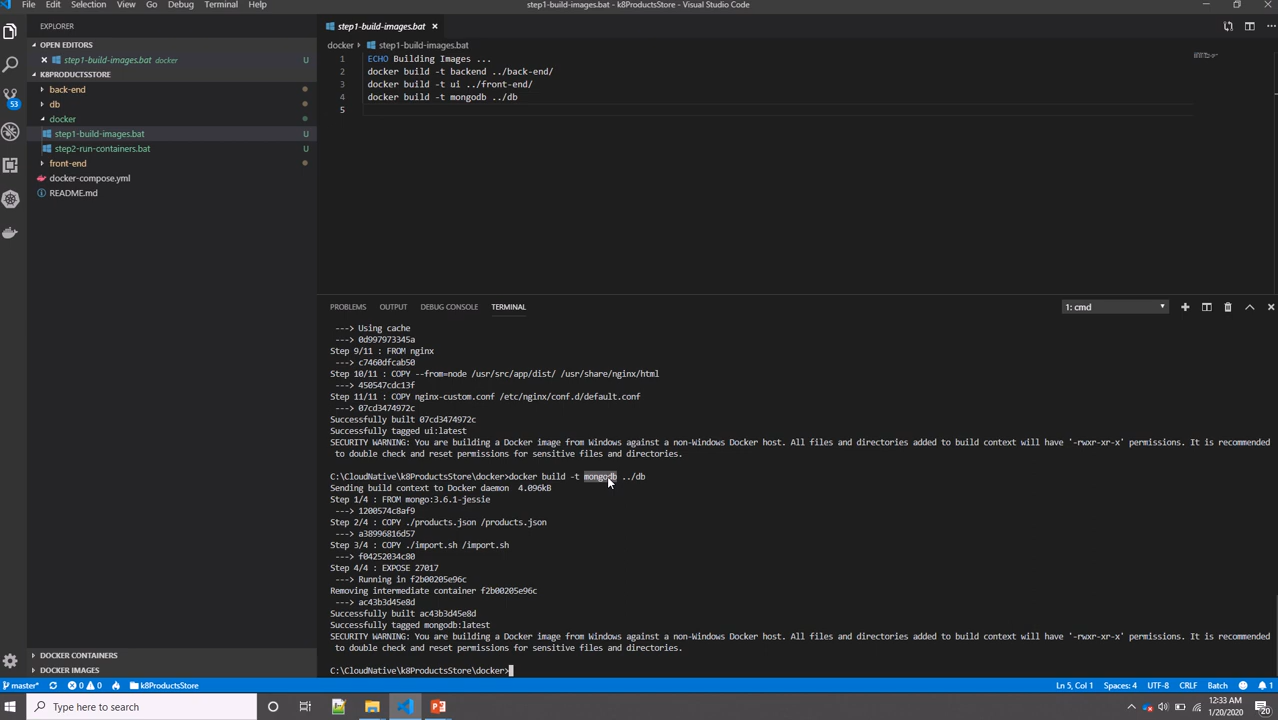 File Edit Selection View Go Debug Terminal Help
step1-build-images.bat - k8ProductsStore - Visual Studio Code
EXPLORER
OPEN EDITORS
step1-build-images.bat docker U
K8PRODUCTSSTORE
back-end
db
docker
step1-build-images.bat U
step2-run-containers.bat U
front-end
docker-compose.yml
README.md
DOCKER CONTAINERS
DOCKER IMAGES
53
step1-build-images.bat
docker step1-build-images.bat
1 ECHO Building Images ...
2 docker build -t backend ../back-end/
3 docker build -t ui ../front-end/
4 docker build -t mongodb ../db
5
PROBLEMS OUTPUT DEBUG CONSOLE TERMINAL
1: cmd
---> Using cache
---> 0d997973345a
Step 9/11 : FROM nginx
---> c7460dfcab50
Step 10/11 : COPY --from=node /usr/src/app/dist/ /usr/share/nginx/html
---> 450547cdc13f
Step 11/11 : COPY nginx-custom.conf /etc/nginx/conf.d/default.conf
---> 07cd3474972c
Successfully built 07cd3474972c
Successfully tagged ui:latest
SECURITY WARNING: You are building a Docker image from Windows against a non-Windows Docker host. All files and directories added to build context will have '-rwxr-xr-x' permissions. It is recommended
to double check and reset permissions for sensitive files and directories.
C:\CloudNative\k8ProductsStore\docker>docker build -t mongodb ../db
Sending build context to Docker daemon 4.096kB
Step 1/4 : FROM mongo:3.6.1-jessie
---> 1200574c8af9
Step 2/4 : COPY ./products.json /products.json
---> a38996816d57
Step 3/4 : COPY ./import.sh /import.sh
---> f04252034c80
Step 4/4 : EXPOSE 27017
---> Running in f2b00205e96c
Removing intermediate container f2b00205e96c
---> ac43b3d45e8d
Successfully built ac43b3d45e8d
Successfully tagged mongodb:latest
SECURITY WARNING: You are building a Docker image from Windows against a non-Windows Docker host. All files and directories added to build context will have '-rwxr-xr-x' permissions. It is recommended
to double check and reset permissions for sensitive files and directories.
C:\CloudNative\k8ProductsStore\docker>
master* 0 0 k8ProductsStore
Ln 5, Col 1 Spaces: 4 UTF-8 CRLF Batch 1
Type here to search
12:33 AM
1/20/2020
20